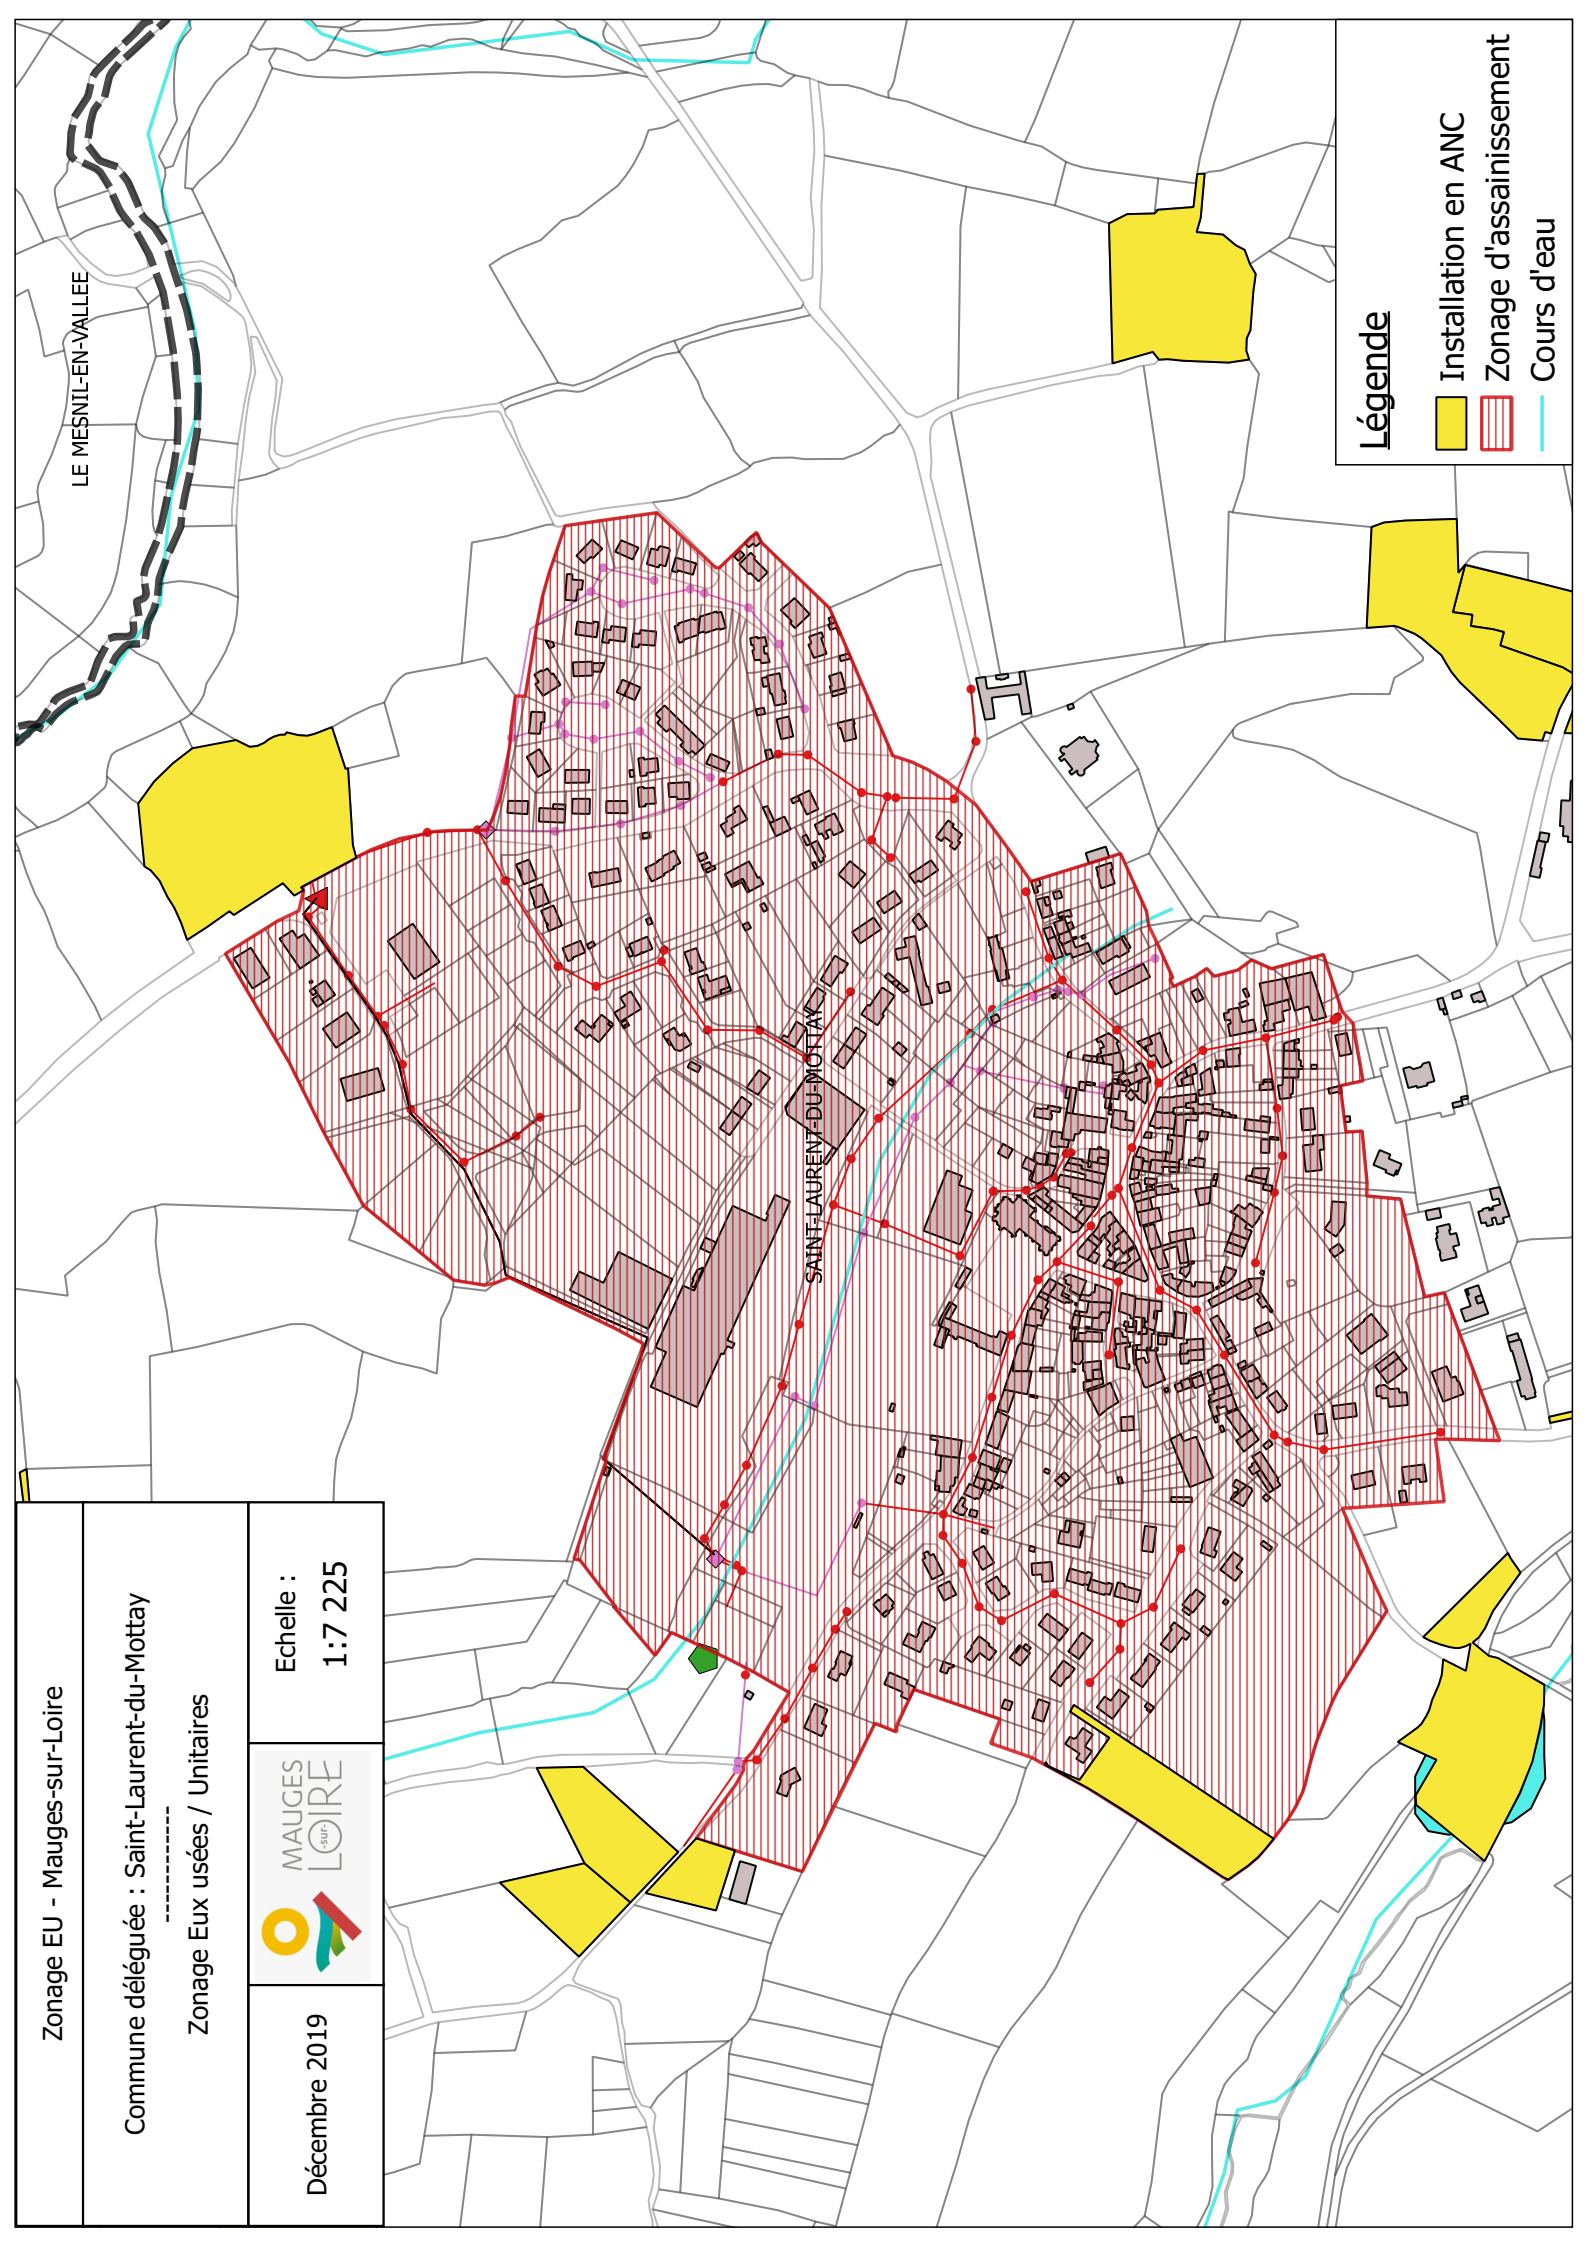 Zonage EU - Mauges-sur-Loire
Commune déléguée : Saint-Laurent-du-Mottay
------------
Zonage Eux usées / Unitaires
Décembre 2019
MAUGES
-sur-
LOIRE
Echelle :
1:7 225
LE MESNIL-EN-VALLEE
SAINT-LAURENT-DU-MOTTAY
Légende
Installation en ANC
Zonage d'assainissement
Cours d'eau